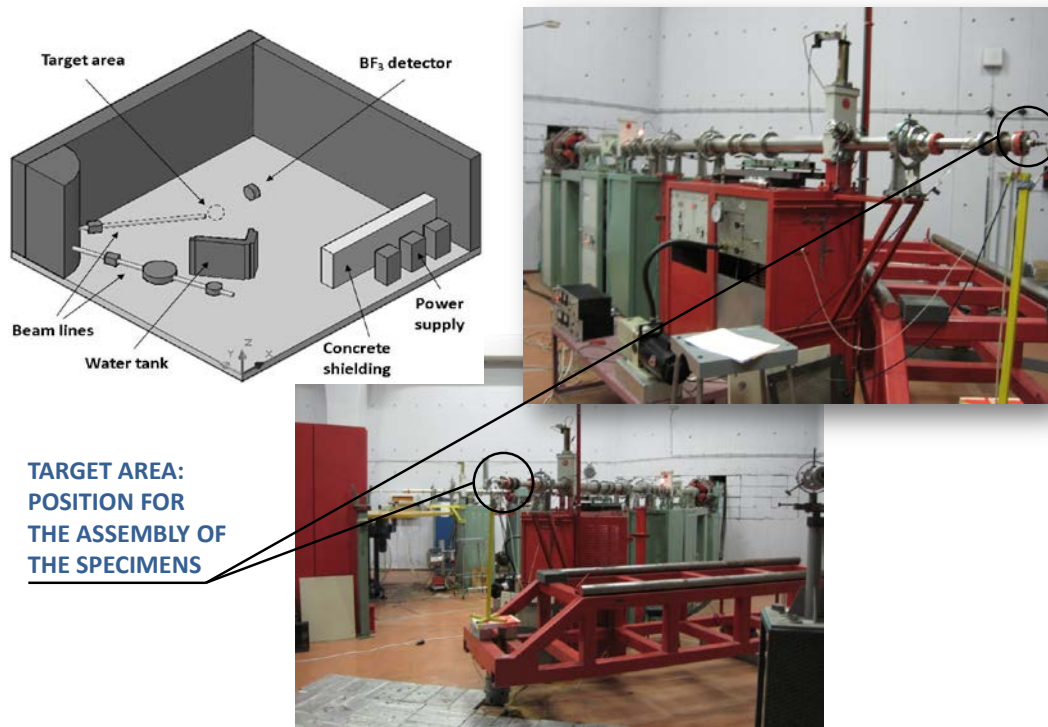 Target area
BF₃ detector
Beam lines
Water tank
Concrete
shielding
Power
supply
Z
Y
X
TARGET AREA:
POSITION FOR
THE ASSEMBLY OF
THE SPECIMENS